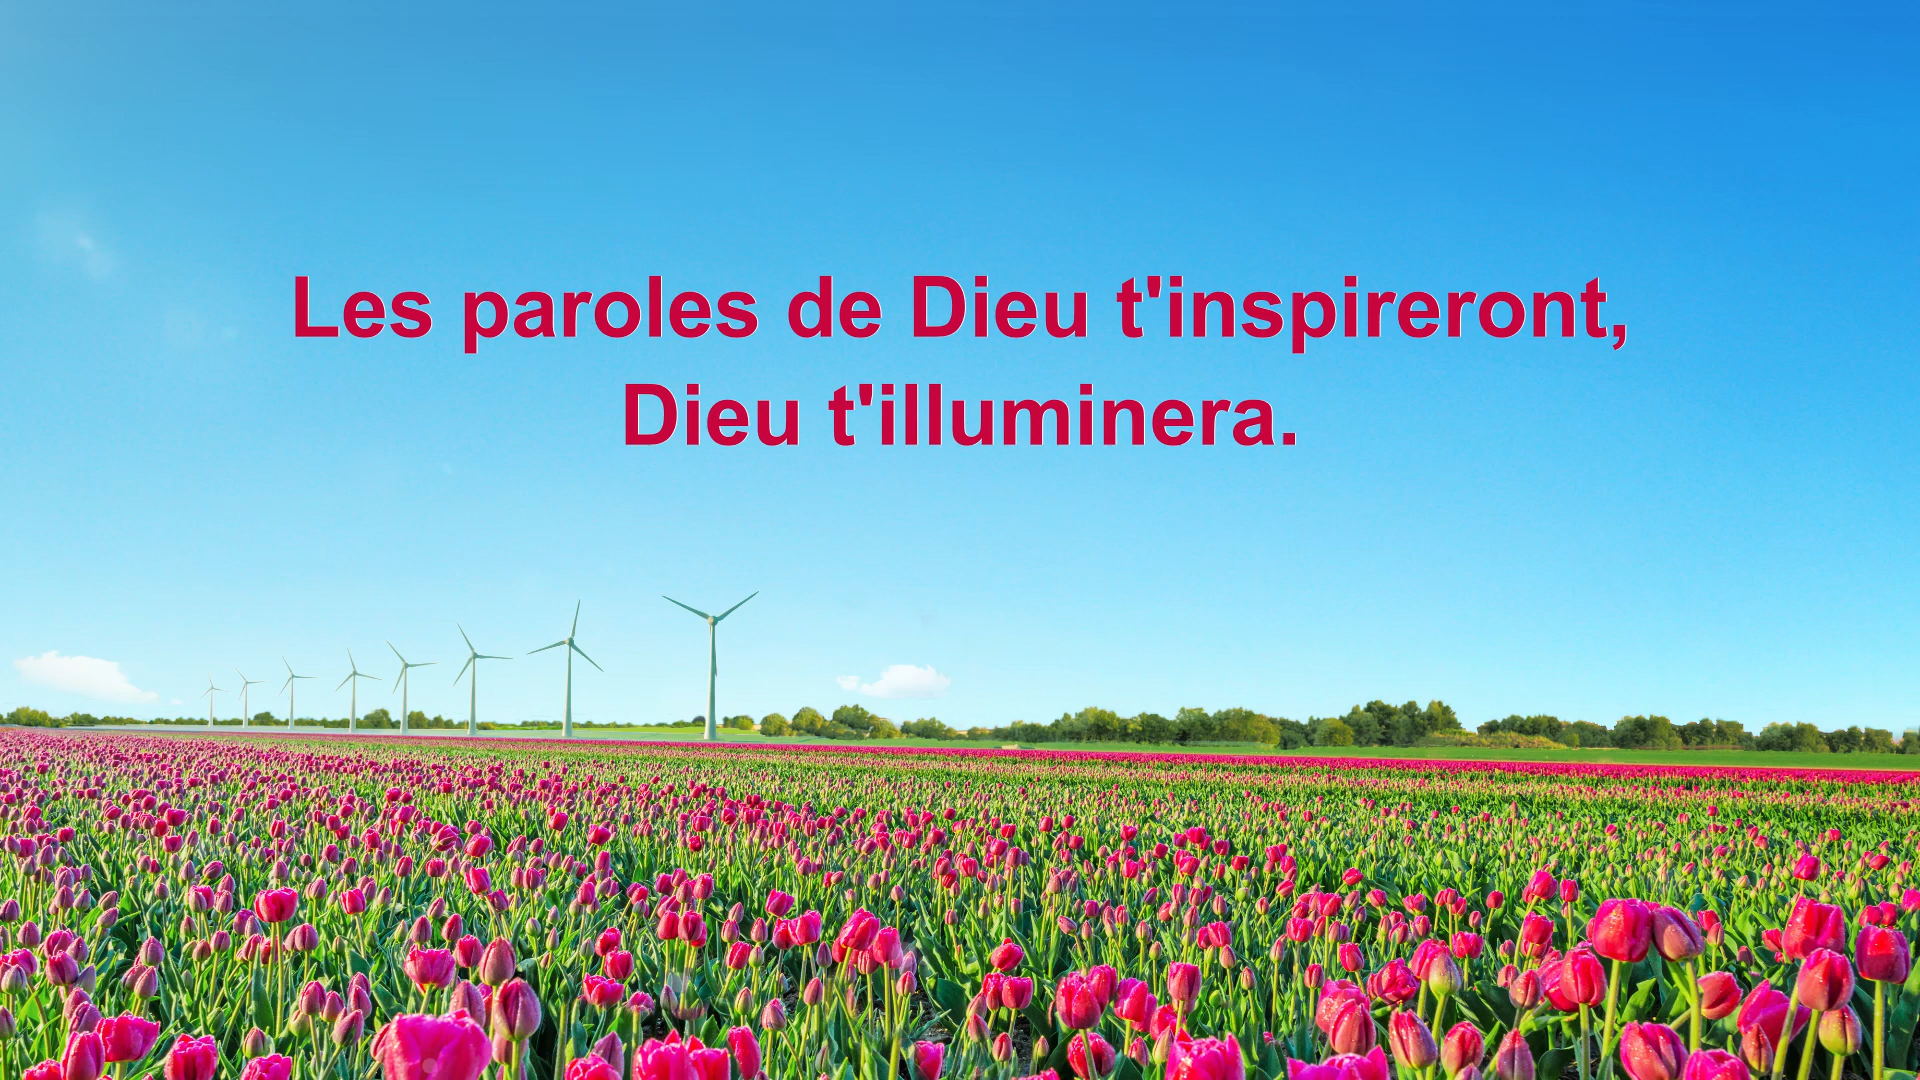 Les paroles de Dieu t'inspireront,
Dieu t'illuminera.